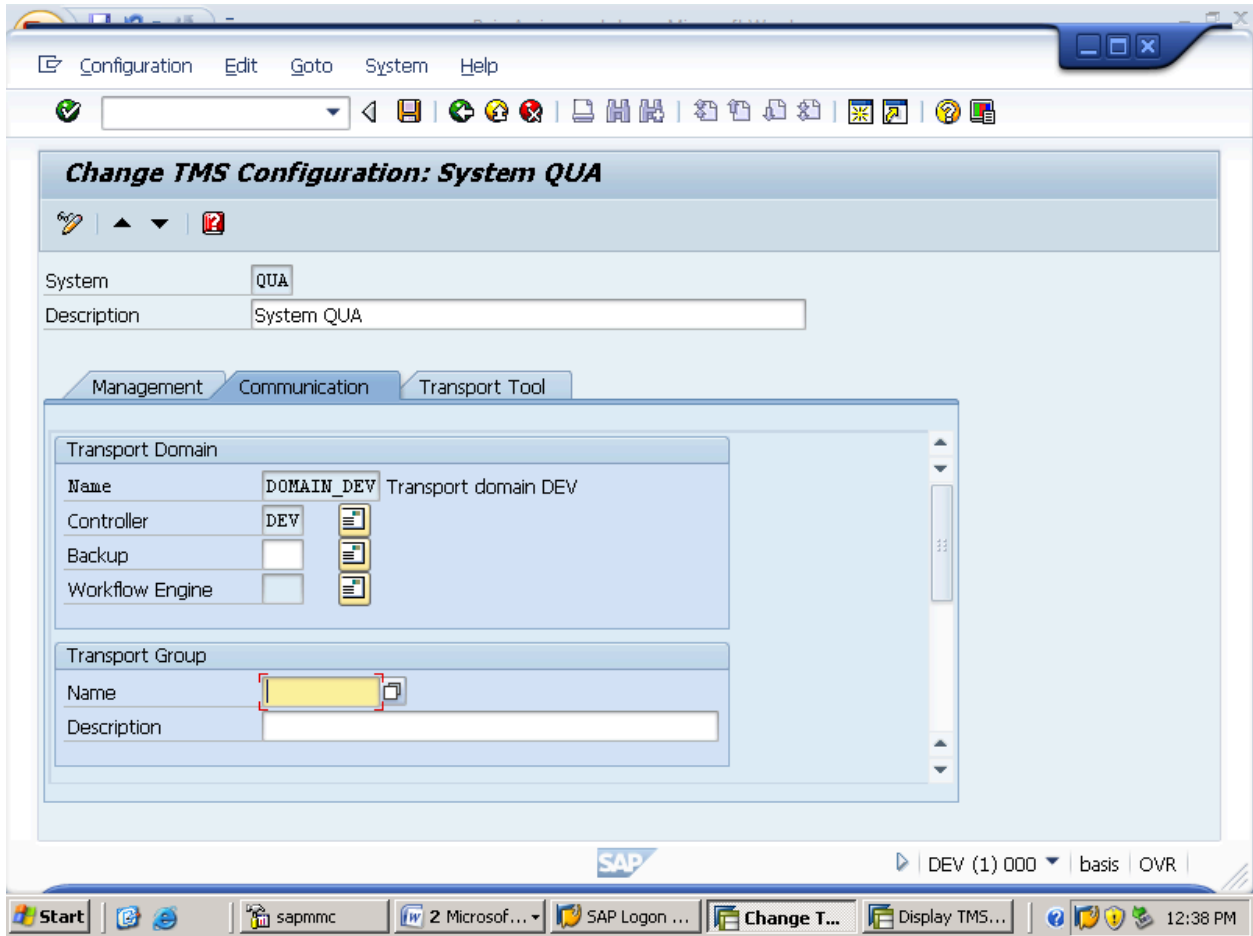 Configuration Edit Goto System Help
Change TMS Configuration: System QUA
System QUA
Description System QUA
Management Communication Transport Tool
Transport Domain
Name DOMAIN_DEV Transport domain DEV
Controller DEV
Backup
Workflow Engine
Transport Group
Name
Description
SAP DEV (1) 000 basis OVR
Start sapmmc 2 Microsof... SAP Logon ... Change T... Display TMS... 12:38 PM